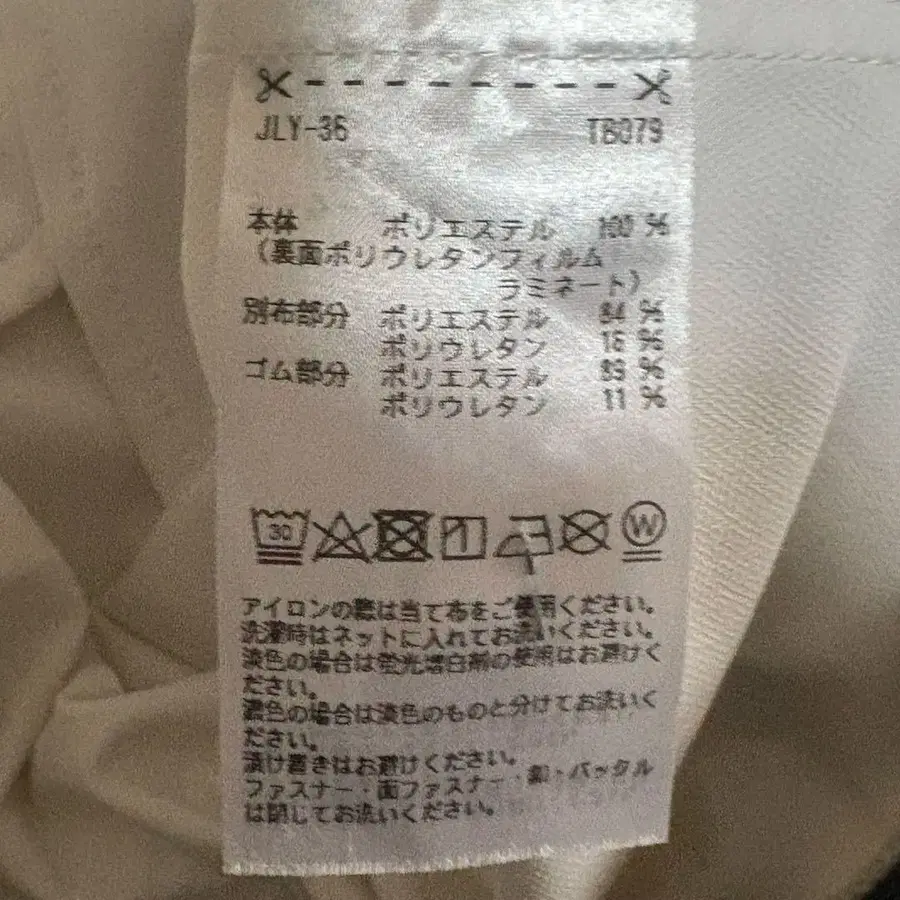 JLY-36 TB079
本体 ポリエステル 100 %
(裏面ポリウレタンフィルム
ラミネート)
別布部分 ポリエステル 84 %
ポリウレタン 16 %
ゴム部分 ポリエステル 89 %
ポリウレタン 11 %
30 W
アイロンの際は当て布をご使用ください。
洗濯時はネットに入れてお洗いください。
淡色の場合は蛍光増白剤の使用はお避けく
ださい。
濃色の場合は淡色のものと分けてお洗いく
ださい。
漬け置きはお避けください。
ファスナー・面ファスナー・釦・バックル
は閉じてお洗いください。